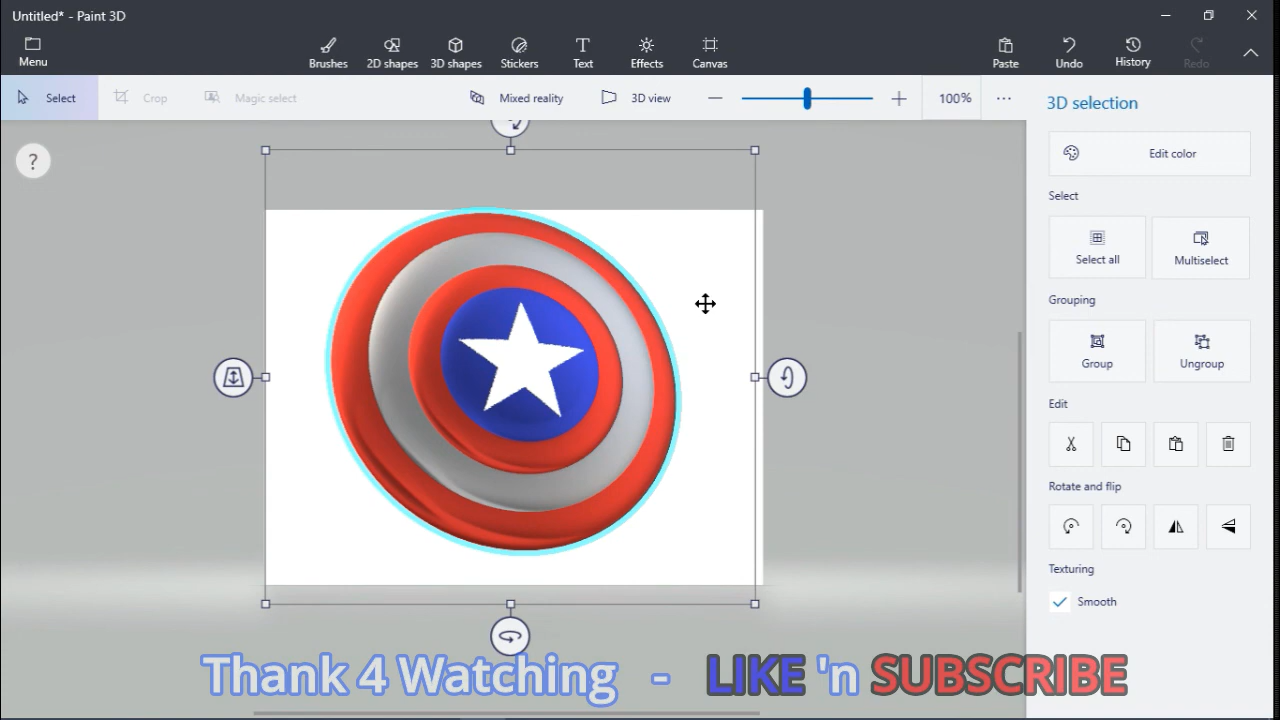 Untitled* - Paint 3D
Menu
Brushes
2D shapes
3D shapes
Stickers
Text
Effects
Canvas
Paste
Undo
History
Redo
Select
Crop
Magic select
Mixed reality
3D view
100%
?
3D selection
Edit color
Select
Select all
Multiselect
Grouping
Group
Ungroup
Edit
Rotate and flip
Texturing
Smooth
Thank 4 Watching - LIKE 'n SUBSCRIBE